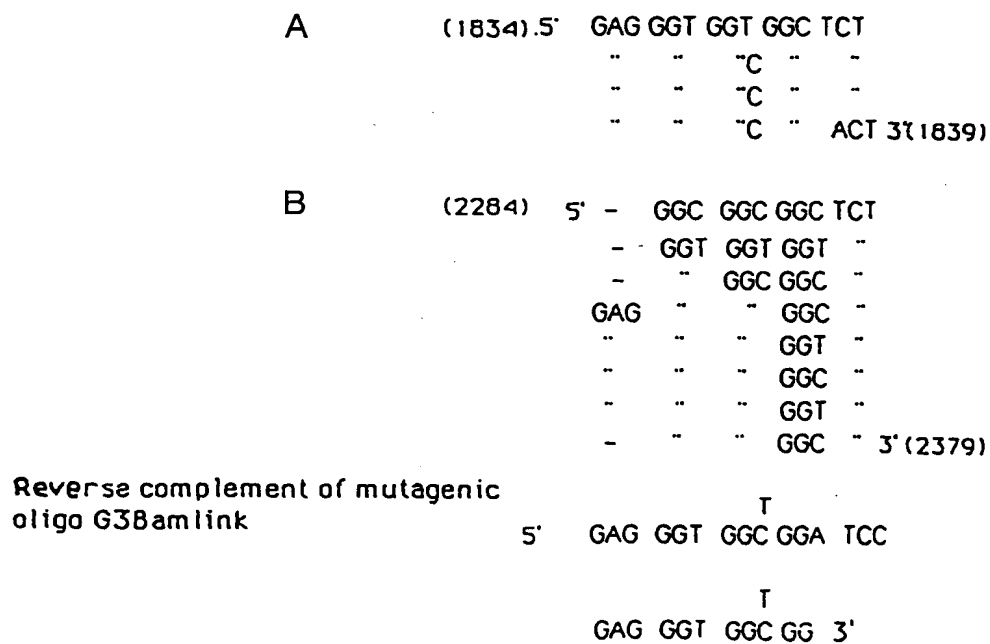 A (1834).5' GAG GGT GGT GGC TCT
" " "C " "
" " "C " "
" " "C " ACT 3'(1839)
B (2284) 5' - GGC GGC GGC TCT
- GGT GGT GGT "
- " GGC GGC "
GAG " " GGC "
" " " GGT "
" " " GGC "
" " " GGT "
- " " GGC " 3'(2379)
Reverse complement of mutagenic
oligo G3BamLink
T
5' GAG GGT GGC GGA TCC
T
GAG GGT GGC GG 3'